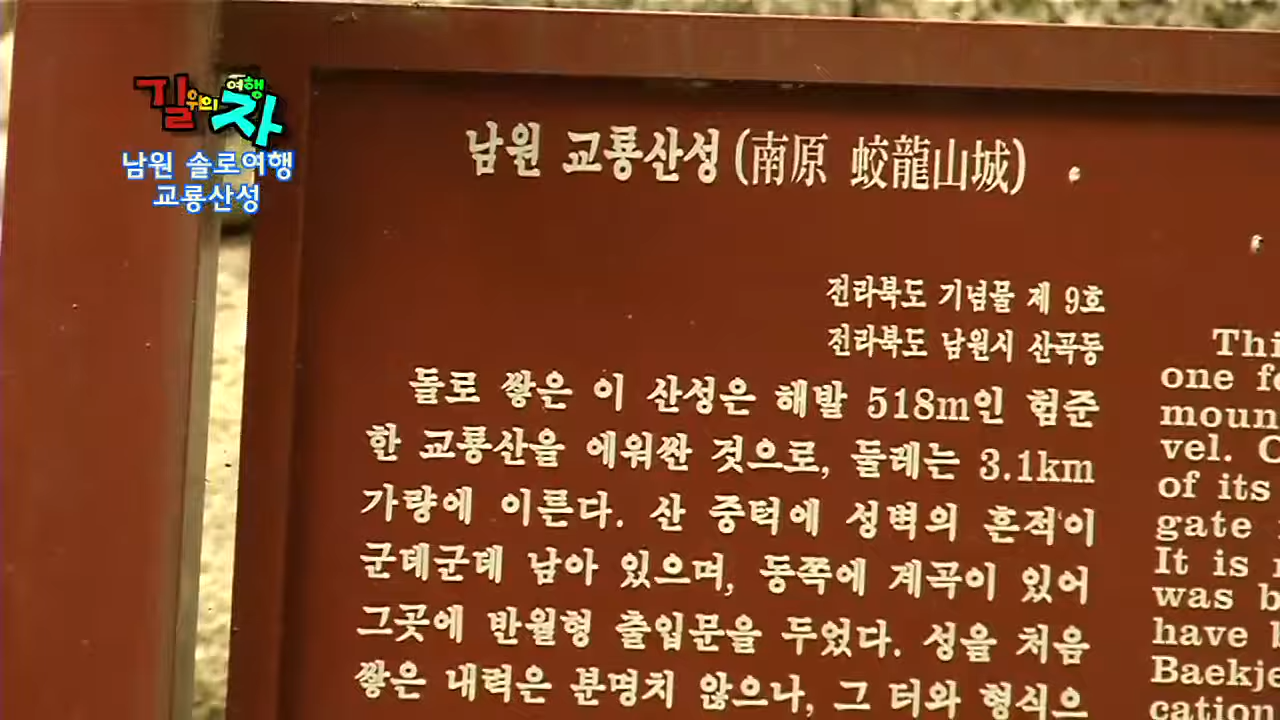 길위의 여행자
남원 솔로여행
교룡산성
남원 교룡산성(南原 蛟龍山城)
전라북도 기념물 제 9호
전라북도 남원시 산곡동
돌로 쌓은 이 산성은 해발 518m인 험준
한 교룡산을 에워싼 것으로, 둘레는 3.1km
가량에 이른다. 산 중턱에 성벽의 흔적이
군데군데 남아 있으며, 동쪽에 계곡이 있어
그곳에 반월형 출입문을 두었다. 성을 처음
쌓은 내력은 분명치 않으나, 그 터와 형식으
one
of its
gate
It is
was
have